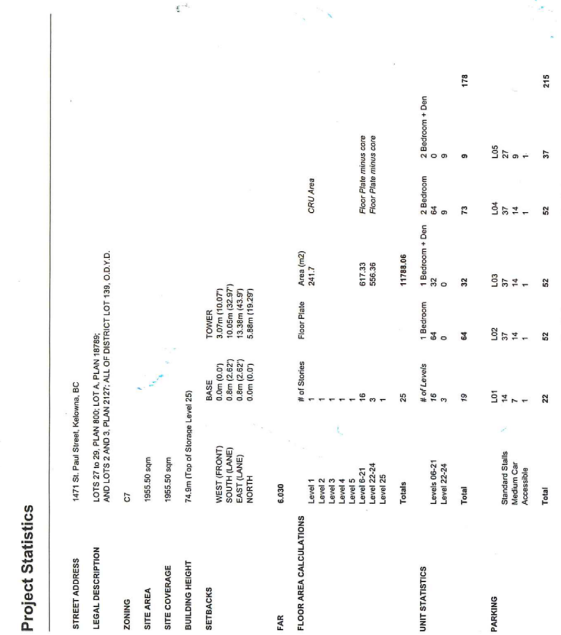 Project Statistics
STREET ADDRESS 1471 St. Paul Street, Kelowna, BC
LEGAL DESCRIPTION LOTS 27 to 29, PLAN 800; LOT A, PLAN 18789;
AND LOTS 2 AND 3, PLAN 2127; ALL OF DISTRICT LOT 139, O.D.Y.D.
ZONING C7
SITE AREA 1955.50 sqm
SITE COVERAGE 1955.50 sqm
BUILDING HEIGHT 74.9m (Top of Storage Level 25)
SETBACKS BASE TOWER
WEST (FRONT) 0.0m (0.0') 3.07m (10.07')
SOUTH (LANE) 0.8m (2.62') 10.05m (32.97')
EAST (LANE) 0.8m (2.62') 13.38m (43.9')
NORTH 0.0m (0.0') 5.88m (19.29')
FAR 6.030
FLOOR AREA CALCULATIONS # of Stories Floor Plate Area (m2)
Level 1 1 241.7 CRU Area
Level 2 1
Level 3 1
Level 4 1
Level 5 1
Level 6-21 16 617.33 Floor Plate minus core
Level 22-24 3 556.36 Floor Plate minus core
Level 25 1
Totals 25 11788.06
UNIT STATISTICS # of Levels 1 Bedroom 1 Bedroom + Den 2 Bedroom 2 Bedroom + Den
Levels 06-21 16 64 32 64 0
Level 22-24 3 0 0 9 9
Total 19 64 32 73 9 178
PARKING L01 L02 L03 L04 L05
Standard Stalls 14 37 37 37 27
Medium Car 7 14 14 14 9
Accessible 1 1 1 1 1
Total 22 52 52 52 37 215